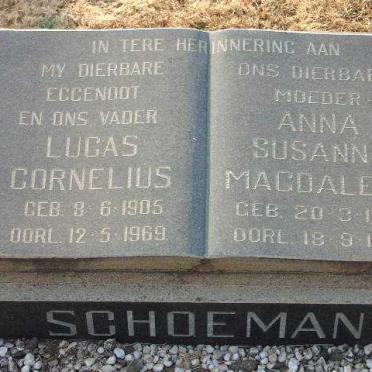 IN TERE HERINNERING AAN
MY DIERBARE
EGGENOOT
EN ONS VADER
LUCAS
CORNELIUS
GEB. 8-6-1905
OORL. 12-5-1969
ONS DIERBA
MOEDER
ANNA
SUSANN
MAGDALE
GEB. 20-3-1
OORL. 18-9-1
SCHOEMAN